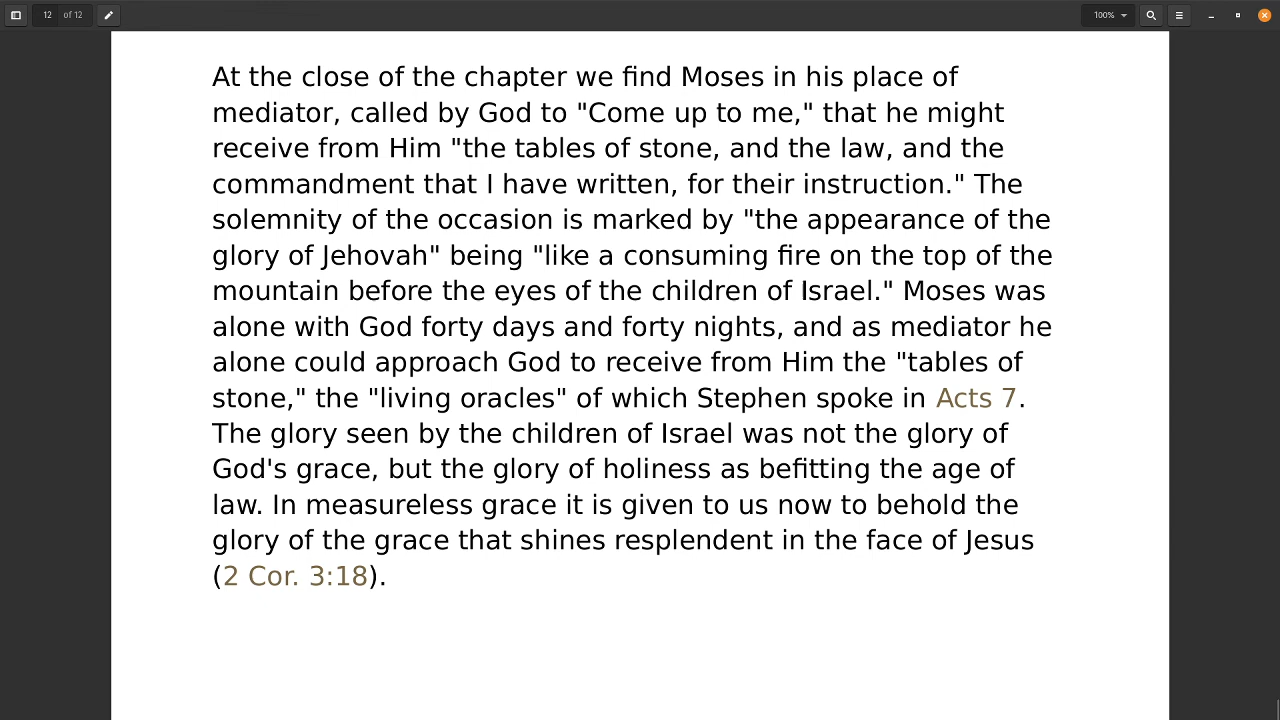 12 of 12
100%
At the close of the chapter we find Moses in his place of
mediator, called by God to "Come up to me," that he might
receive from Him "the tables of stone, and the law, and the
commandment that I have written, for their instruction." The
solemnity of the occasion is marked by "the appearance of the
glory of Jehovah" being "like a consuming fire on the top of the
mountain before the eyes of the children of Israel." Moses was
alone with God forty days and forty nights, and as mediator he
alone could approach God to receive from Him the "tables of
stone," the "living oracles" of which Stephen spoke in Acts 7.
The glory seen by the children of Israel was not the glory of
God's grace, but the glory of holiness as befitting the age of
law. In measureless grace it is given to us now to behold the
glory of the grace that shines resplendent in the face of Jesus
(2 Cor. 3:18).